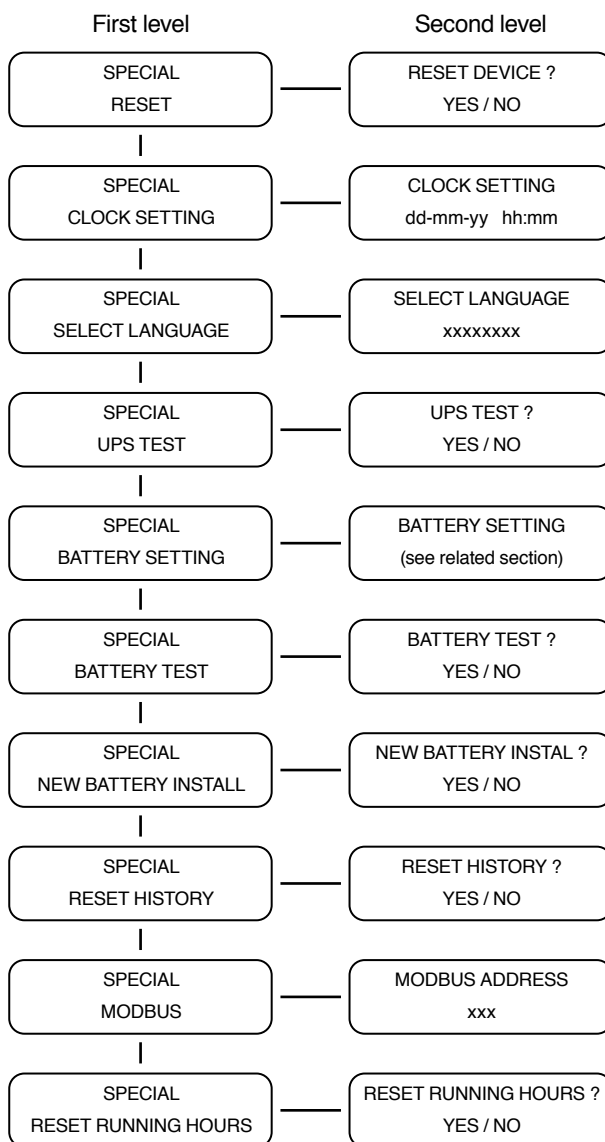 First level
Second level
SPECIAL
RESET
RESET DEVICE ?
YES / NO
SPECIAL
CLOCK SETTING
CLOCK SETTING
dd-mm-yy hh:mm
SPECIAL
SELECT LANGUAGE
SELECT LANGUAGE
xxxxxxxx
SPECIAL
UPS TEST
UPS TEST ?
YES / NO
SPECIAL
BATTERY SETTING
BATTERY SETTING
(see related section)
SPECIAL
BATTERY TEST
BATTERY TEST ?
YES / NO
SPECIAL
NEW BATTERY INSTALL
NEW BATTERY INSTAL ?
YES / NO
SPECIAL
RESET HISTORY
RESET HISTORY ?
YES / NO
SPECIAL
MODBUS
MODBUS ADDRESS
xxx
SPECIAL
RESET RUNNING HOURS
RESET RUNNING HOURS ?
YES / NO